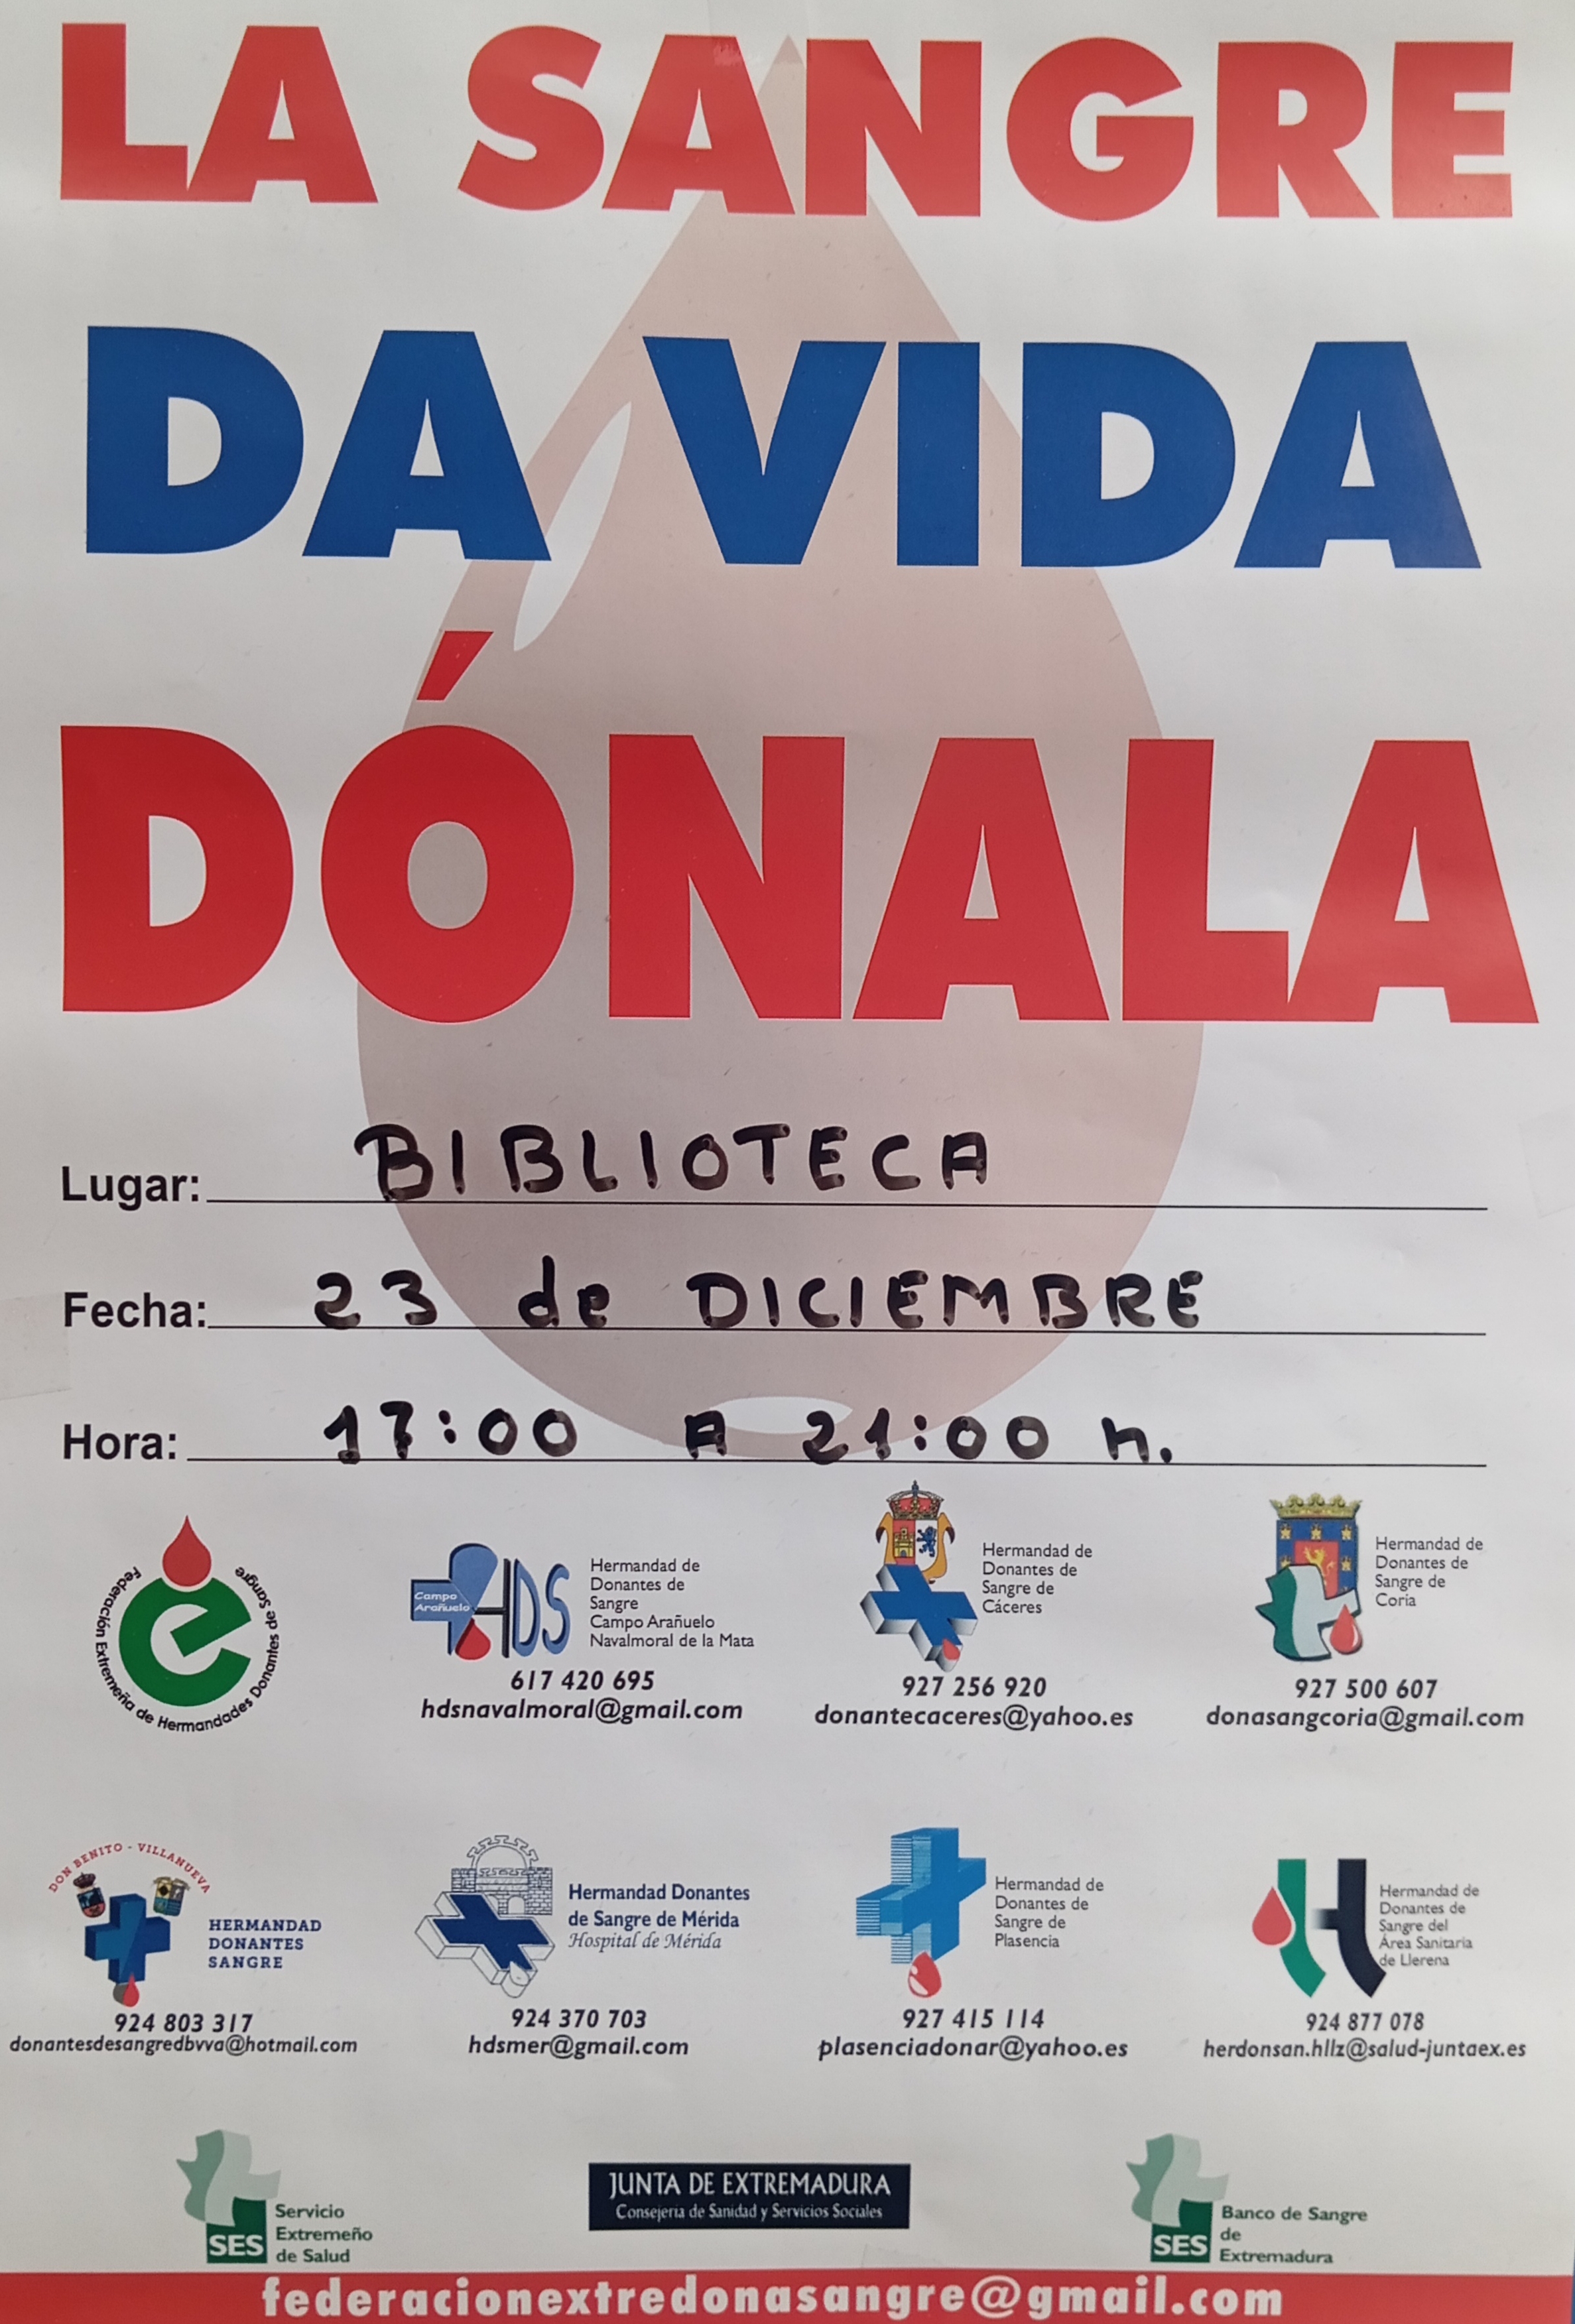 LA SANGRE
DA VIDA
DÓNALA
Lugar: BIBLIOTECA
Fecha: 23 de DICIEMBRE
Hora: 17:00 A 21:00 h.
Federación Extremeña de Hermandades Donantes de Sangre
Campo
Arañuelo
HDS
Hermandad de
Donantes de
Sangre
Campo Arañuelo
Navalmoral de la Mata
617 420 695
hdsnavalmoral@gmail.com
Hermandad de
Donantes de
Sangre de
Cáceres
927 256 920
donantecaceres@yahoo.es
Hermandad de
Donantes de
Sangre de
Coria
927 500 607
donasangcoria@gmail.com
DON BENITO - VILLANUEVA
HERMANDAD
DONANTES
SANGRE
924 803 317
donantesdesangredbvva@hotmail.com
Hermandad Donantes
de Sangre de Mérida
Hospital de Mérida
924 370 703
hdsmer@gmail.com
Hermandad de
Donantes de
Sangre de
Plasencia
927 415 114
plasenciadonar@yahoo.es
Hermandad de
Donantes de
Sangre del
Área Sanitaria
de Llerena
924 877 078
herdonsan.hllz@salud-juntaex.es
SES
Servicio
Extremeño
de Salud
JUNTA DE EXTREMADURA
Consejería de Sanidad y Servicios Sociales
SES
Banco de Sangre
de
Extremadura
federacionextredonasangre@gmail.com